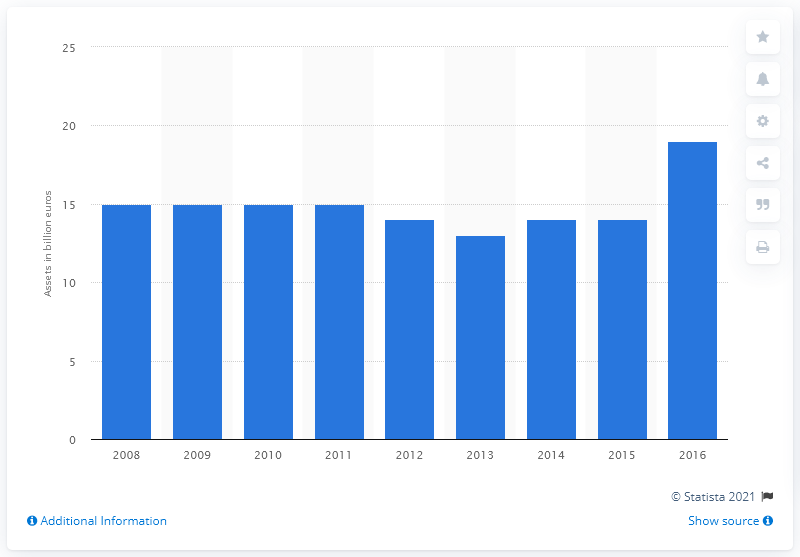 25
20
15
10
5
0
Assets in billion euros
2008 2009 2010 2011 2012 2013 2014 2015 2016
© Statista 2021
Additional Information
Show source